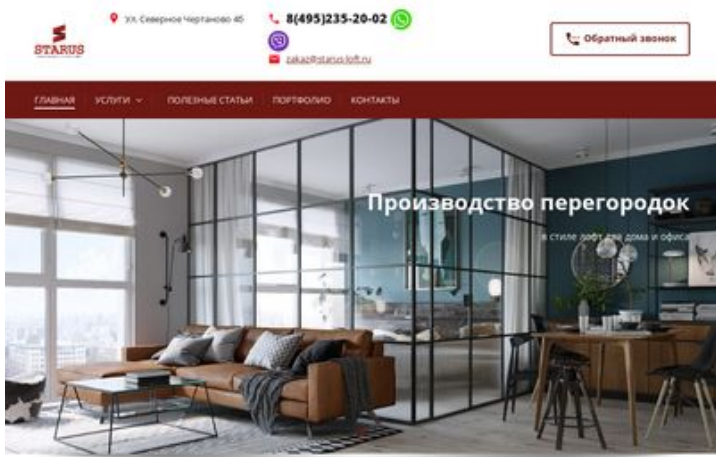 STARUS
Ул. Северное Чертаново 4б
8(495)235-20-02
zakaz@starus-loft.ru
Обратный звонок
ГЛАВНАЯ УСЛУГИ ПОЛЕЗНЫЕ СТАТЬИ ПОРТФОЛИО КОНТАКТЫ
Производство перегородок
в стиле лофт для дома и офиса